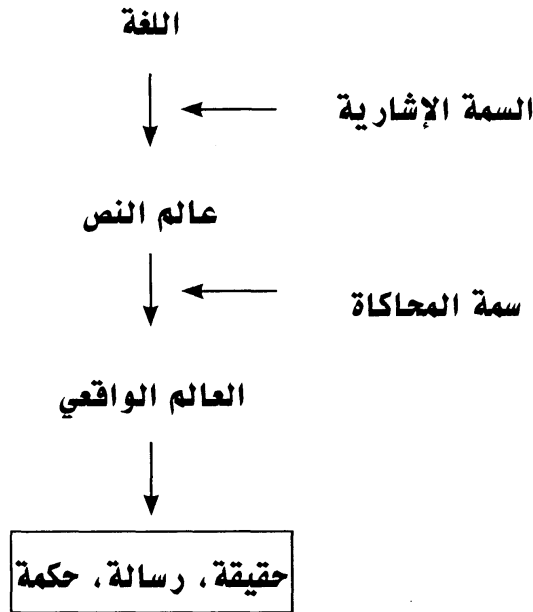 اللغة
السمة الإشارية
عالم النص
سمة المحاكاة
العالم الواقعي
حقيقة، رسالة، حكمة